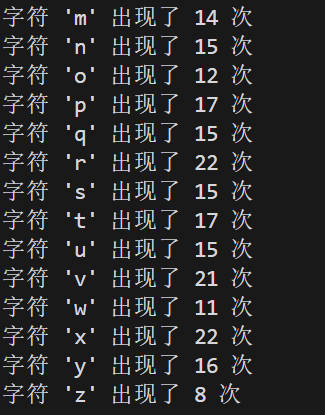 字符 'm' 出现了 14 次
字符 'n' 出现了 15 次
字符 'o' 出现了 12 次
字符 'p' 出现了 17 次
字符 'q' 出现了 15 次
字符 'r' 出现了 22 次
字符 's' 出现了 15 次
字符 't' 出现了 17 次
字符 'u' 出现了 15 次
字符 'v' 出现了 21 次
字符 'w' 出现了 11 次
字符 'x' 出现了 22 次
字符 'y' 出现了 16 次
字符 'z' 出现了 8 次